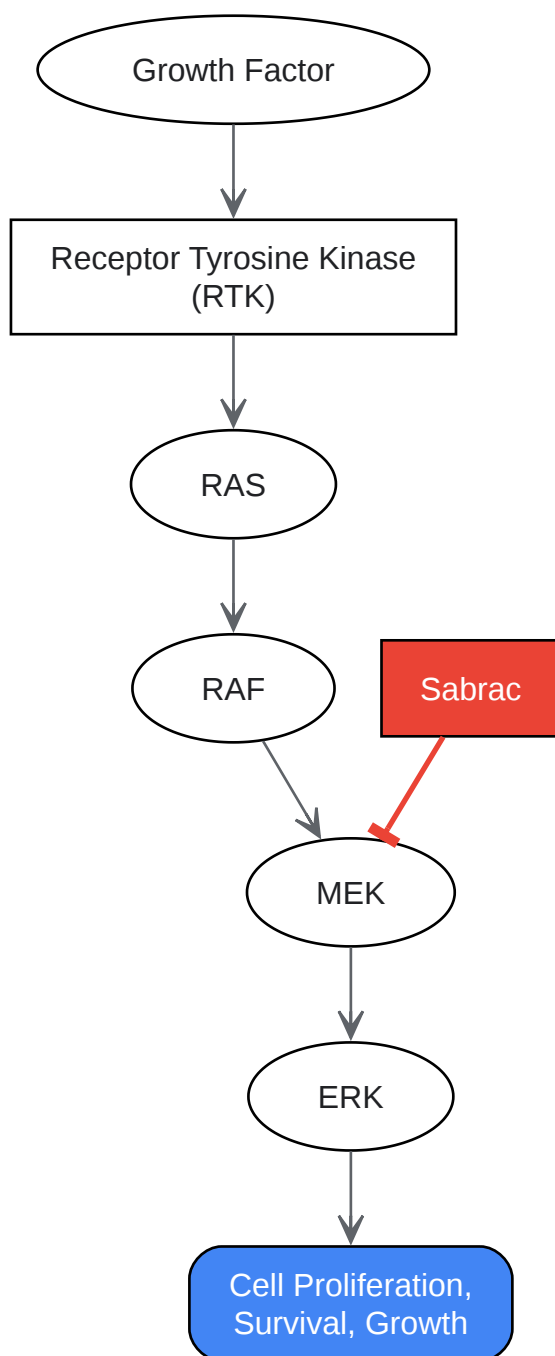 Growth Factor
Receptor Tyrosine Kinase
(RTK)
RAS
RAF
Sabrac
MEK
ERK
Cell Proliferation,
Survival, Growth